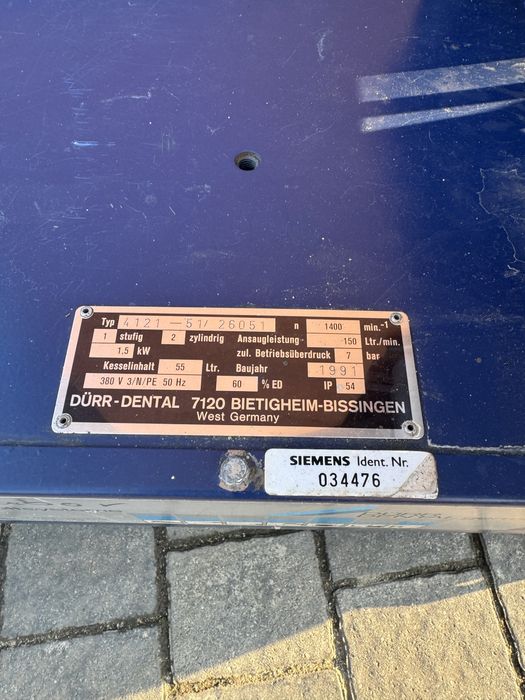 Typ 4121 -51/ 26051 n 1400 min.-1
1 stufig 2 zylindrig Ansaugleistung -150 Ltr./min.
1.5 kW zul. Betriebsüberdruck 7 bar
Kesselinhalt 55 Ltr. Baujahr 1991
380 V 3/N/PE 50 Hz 60 % ED IP 54
DÜRR-DENTAL 7120 BIETIGHEIM-BISSINGEN
West Germany
SIEMENS Ident. Nr.
034476